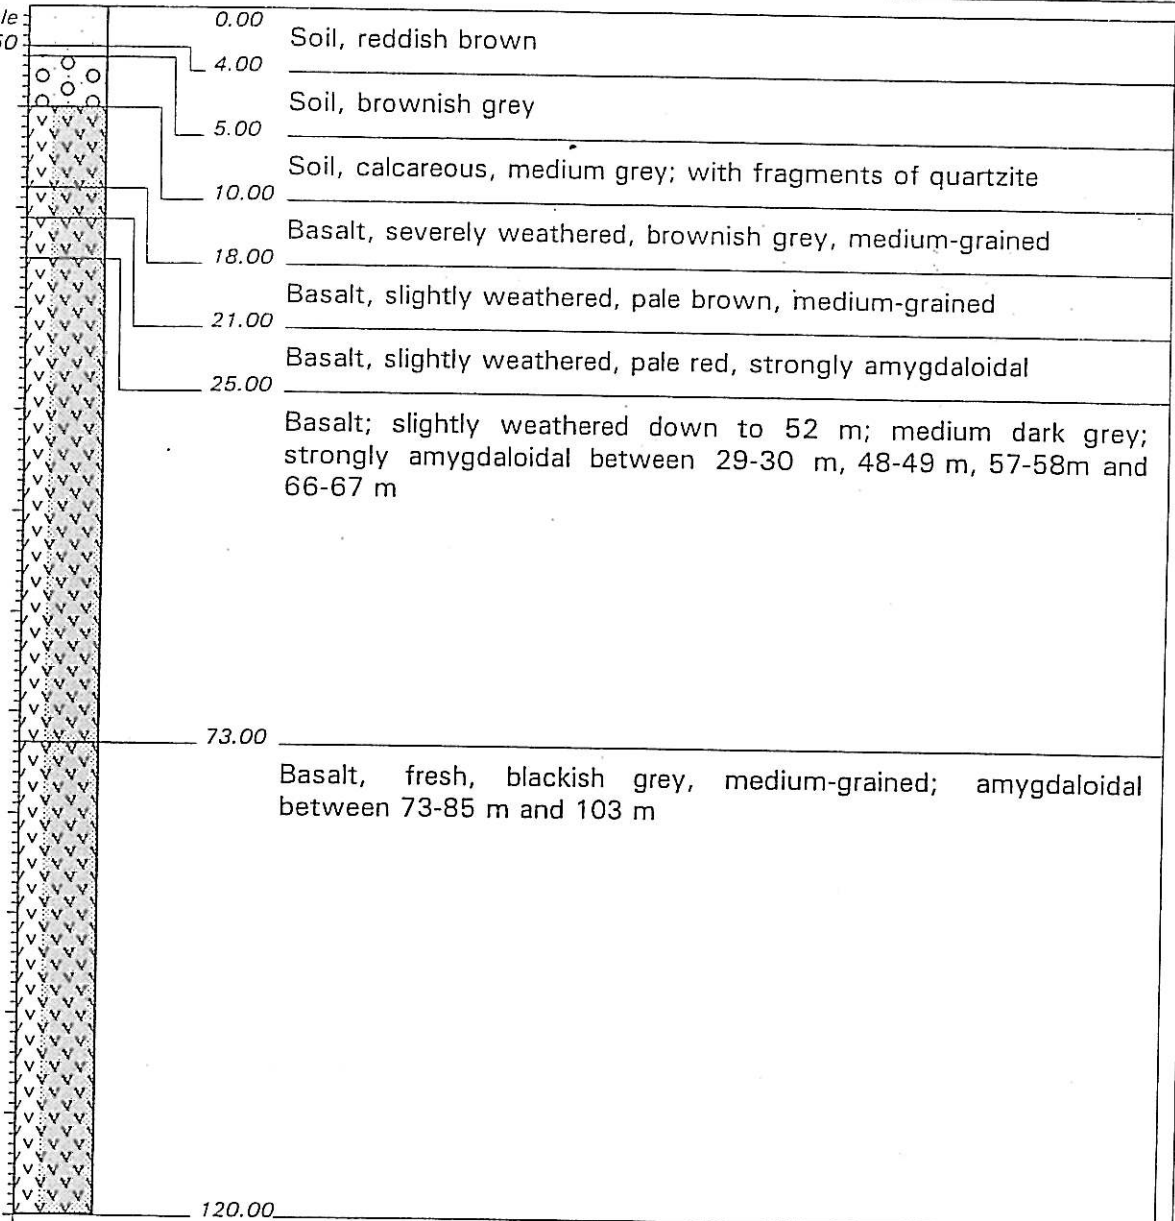 le
0.00
50
Soil, reddish brown
4.00
Soil, brownish grey
5.00
Soil, calcareous, medium grey; with fragments of quartzite
10.00
Basalt, severely weathered, brownish grey, medium-grained
18.00
Basalt, slightly weathered, pale brown, medium-grained
21.00
Basalt, slightly weathered, pale red, strongly amygdaloidal
25.00
Basalt; slightly weathered down to 52 m; medium dark grey;
strongly amygdaloidal between 29-30 m, 48-49 m, 57-58m and
66-67 m
73.00
Basalt, fresh, blackish grey, medium-grained; amygdaloidal
between 73-85 m and 103 m
120.00